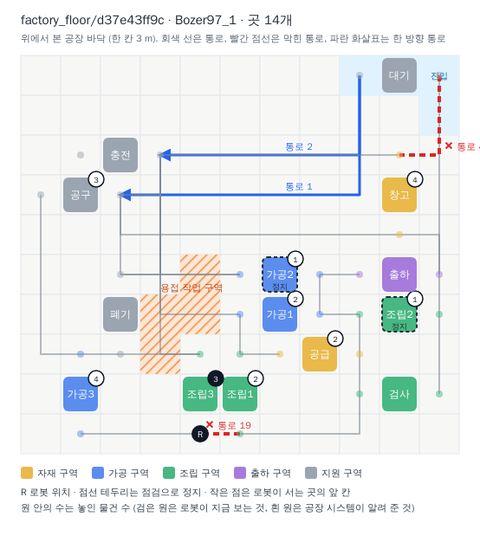 factory_floor/d37e43ff9c · Bozer97_1 · 곳 14개
위에서 본 공장 바닥 (한 칸 3 m). 회색 선은 통로, 빨간 점선은 막힌 통로, 파란 화살표는 한 방향 통로
대기
충전
통로 2
✖ 통로 4
공구
3
통로 1
창고
4
용접 작업 구역
가공2
1
정지
출하
폐기
가공1
2
조립2
1
정지
공급
2
가공3
4
조립3
3
조립1
2
검사
R
✖ 통로 19
자재 구역
가공 구역
조립 구역
출하 구역
지원 구역
R 로봇 위치 · 점선 테두리는 점검으로 정지 · 작은 점은 로봇이 서는 곳의 앞 칸
원 안의 수는 놓인 물건 수 (검은 원은 로봇이 지금 보는 것, 흰 원은 공장 시스템이 알려 준 것)